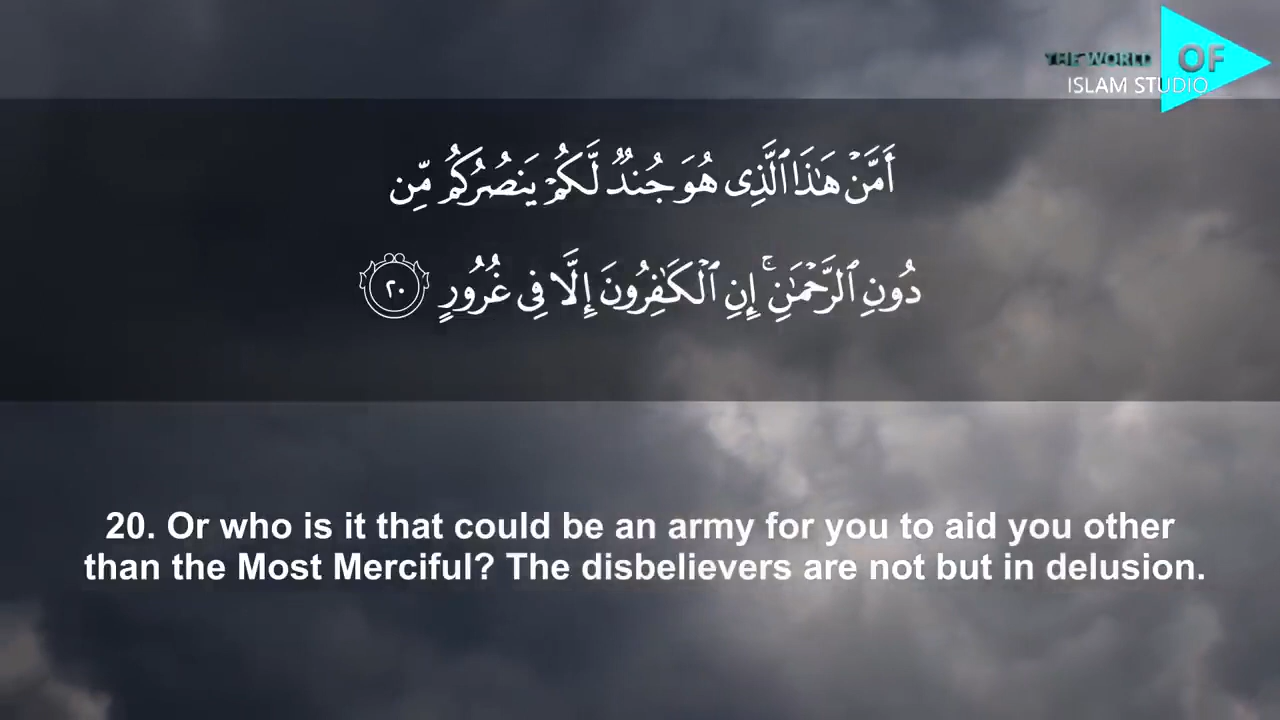 THE WORLD OF
ISLAM STUDIO
أَمَّنْ هَٰذَا ٱلَّذِى هُوَ جُندٌ لَّكُمْ يَنصُرُكُم مِّن
دُونِ ٱلرَّحْمَٰنِ ۚ إِنِ ٱلْكَٰفِرُونَ إِلَّا فِى غُرُورٍ ٢٠
20. Or who is it that could be an army for you to aid you other
than the Most Merciful? The disbelievers are not but in delusion.